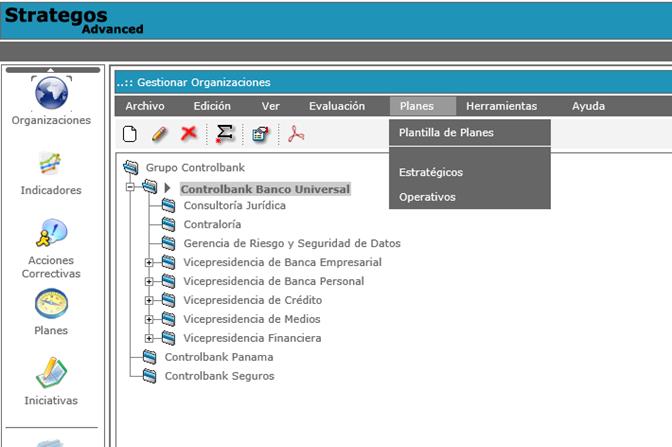 Strategos
Advanced
..:: Gestionar Organizaciones
Archivo Edición Ver Evaluación Planes Herramientas Ayuda
Plantilla de Planes
Estratégicos
Operativos
Organizaciones
Indicadores
Acciones
Correctivas
Planes
Iniciativas
Grupo Controlbank
Controlbank Banco Universal
Consultoría Jurídica
Contraloría
Gerencia de Riesgo y Seguridad de Datos
Vicepresidencia de Banca Empresarial
Vicepresidencia de Banca Personal
Vicepresidencia de Crédito
Vicepresidencia de Medios
Vicepresidencia Financiera
Controlbank Panama
Controlbank Seguros